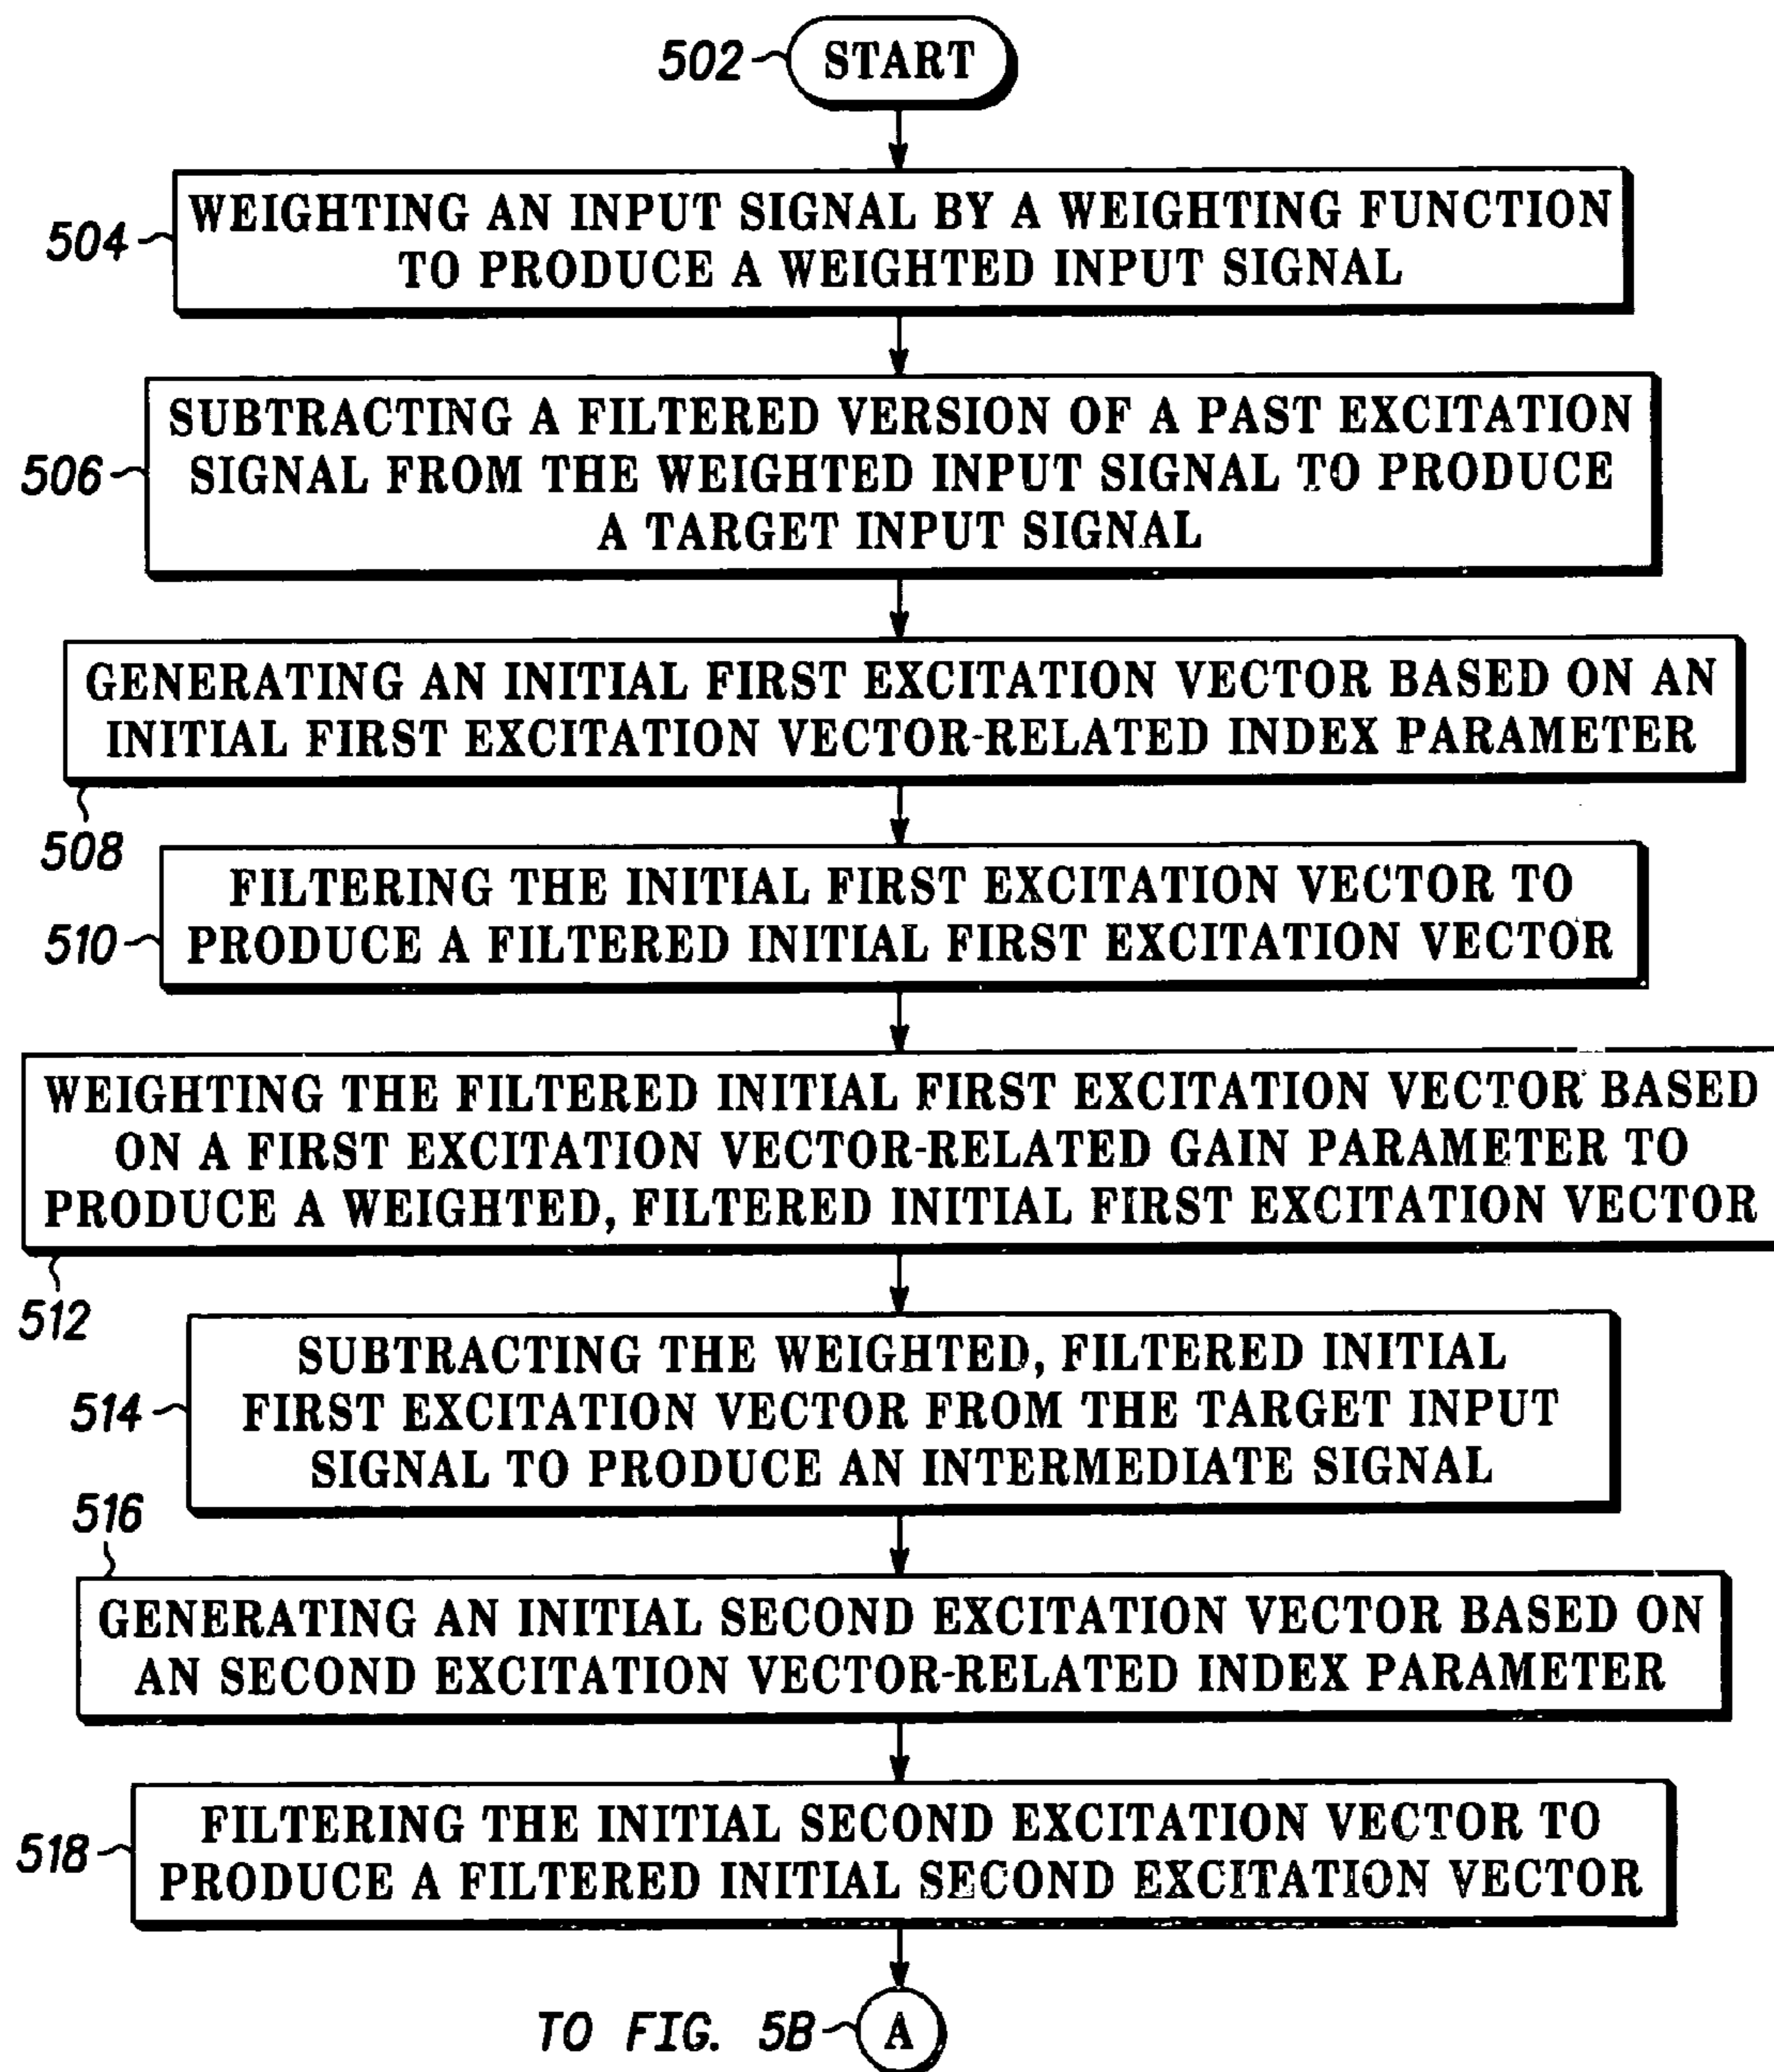 502
START
504
WEIGHTING AN INPUT SIGNAL BY A WEIGHTING FUNCTION
TO PRODUCE A WEIGHTED INPUT SIGNAL
506
SUBTRACTING A FILTERED VERSION OF A PAST EXCITATION
SIGNAL FROM THE WEIGHTED INPUT SIGNAL TO PRODUCE
A TARGET INPUT SIGNAL
GENERATING AN INITIAL FIRST EXCITATION VECTOR BASED ON AN
INITIAL FIRST EXCITATION VECTOR-RELATED INDEX PARAMETER
508
510
FILTERING THE INITIAL FIRST EXCITATION VECTOR TO
PRODUCE A FILTERED INITIAL FIRST EXCITATION VECTOR
WEIGHTING THE FILTERED INITIAL FIRST EXCITATION VECTOR BASED
ON A FIRST EXCITATION VECTOR-RELATED GAIN PARAMETER TO
PRODUCE A WEIGHTED, FILTERED INITIAL FIRST EXCITATION VECTOR
512
514
SUBTRACTING THE WEIGHTED, FILTERED INITIAL
FIRST EXCITATION VECTOR FROM THE TARGET INPUT
SIGNAL TO PRODUCE AN INTERMEDIATE SIGNAL
516
GENERATING AN INITIAL SECOND EXCITATION VECTOR BASED ON
AN SECOND EXCITATION VECTOR-RELATED INDEX PARAMETER
518
FILTERING THE INITIAL SECOND EXCITATION VECTOR TO
PRODUCE A FILTERED INITIAL SECOND EXCITATION VECTOR
TO FIG. 5B
A